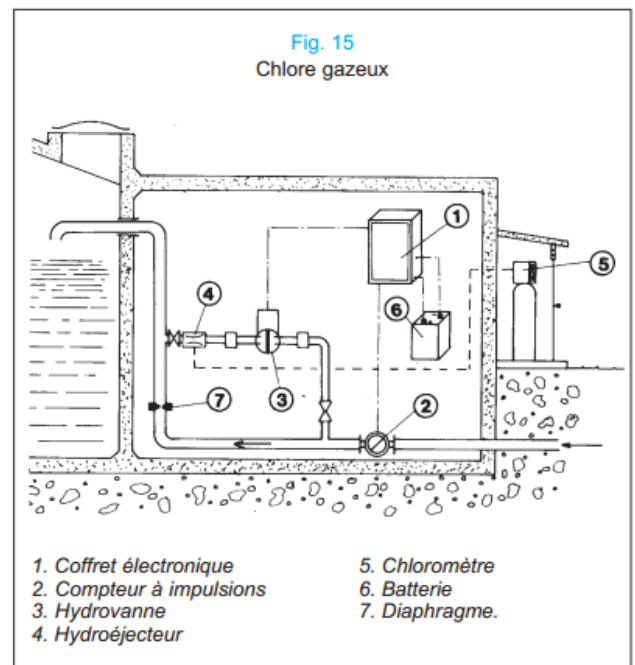 Fig. 15
Chlore gazeux
1
5
4
6
3
7
2
1. Coffret électronique
2. Compteur à impulsions
3. Hydrovanne
4. Hydroéjecteur
5. Chloromètre
6. Batterie
7. Diaphragme.